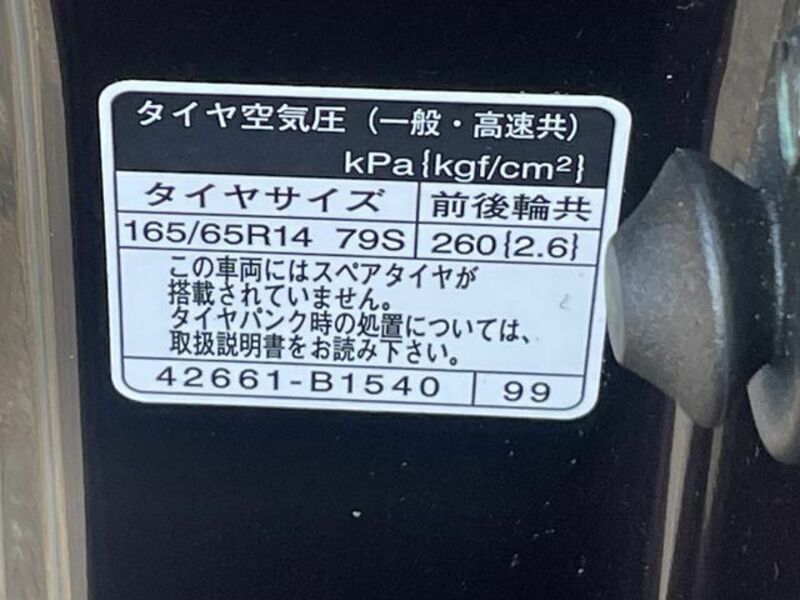 タイヤ空気圧（一般・高速共）
kPa{kgf/cm²}
タイヤサイズ 前後輪共
165/65R14 79S 260{2.6}
この車両にはスペアタイヤが
搭載されていません。
タイヤパンク時の処置については、
取扱説明書をお読み下さい。
42661-B1540 99